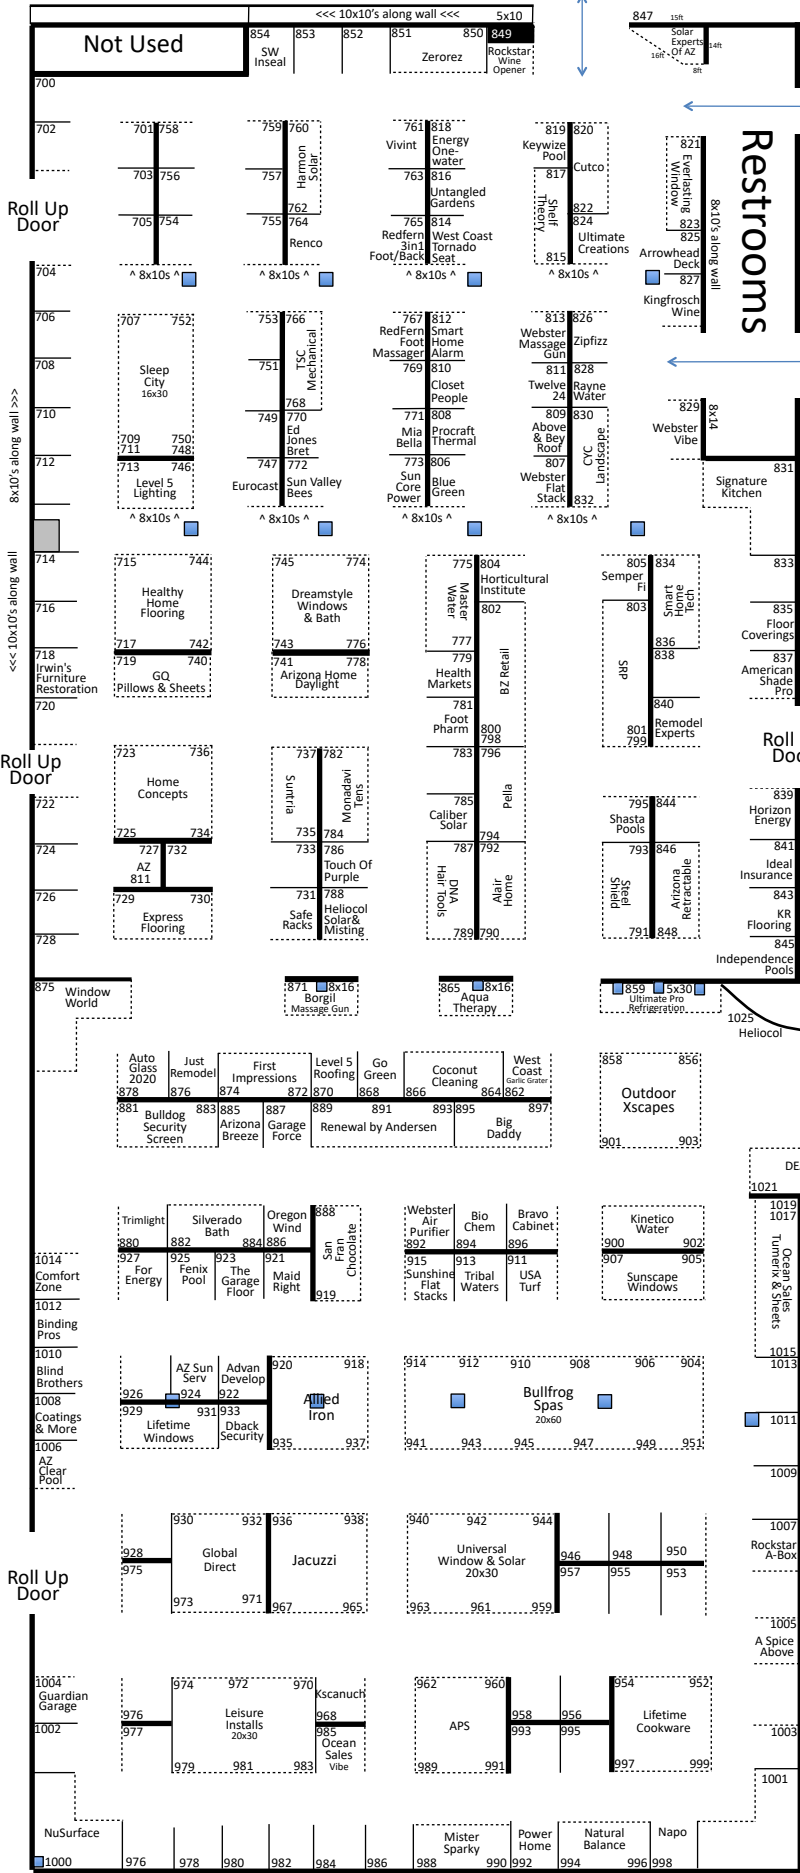 <<< 10x10's along wall <<<
5x10
847 15ft
Not Used
854 853 852 851 850 849
SW
Inseal
Zerorez
Rockstar
Wine
Opener
Solar
Experts
Of AZ
14ft
16ft
8ft
700
702
701 758
703 756
705 754
^ 8x10s ^
759 760
Harmon
Solar
757
762
755 764
Renco
^ 8x10s ^
761 818
Vivint
Energy
One-
water
763 816
Untangled
Gardens
765 814
Redfern
3in1
Foot/Back
West Coast
Tornado
Seat
^ 8x10s ^
819 820
Keywize
Pool
Cutco
817
Shelf
Theory
822
824
Ultimate
Creations
815
^ 8x10s ^
821
Everlasting
Window
823
825
Arrowhead
Deck
827
Kingfrosch
Wine
8x10's along wall
Restrooms
Roll Up
Door
704
706
708
710
712
8x10's along wall >>>
707 752
Sleep
City
16x30
709 750
711 748
713 746
Level 5
Lighting
^ 8x10s ^
753 766
TSC
Mechanical
751
768
749 770
Ed
Jones
Bret
747 772
Eurocast
Sun Valley
Bees
^ 8x10s ^
767 812
RedFern
Foot
Massager
Smart
Home
Alarm
769 810
Closet
People
771 808
Mia
Bella
Procraft
Thermal
773 806
Sun
Core
Power
Blue
Green
^ 8x10s ^
813 826
Webster
Massage
Gun
Zipfizz
811 828
Twelve
24
Rayne
Water
809 830
Above
& Bey
Roof
CYC
Landscape
807
Webster
Flat
Stack
832
^ 8x10s ^
829
Webster
Vibe
8x14
831
Signature
Kitchen
<<< 10x10's along wall
714
716
718
Irwin's
Furniture
Restoration
720
715 744
Healthy
Home
Flooring
717 742
719 740
GQ
Pillows & Sheets
745 774
Dreamstyle
Windows
& Bath
743 776
741 778
Arizona Home
Daylight
775 804
Master
Water
Horticultural
Institute
802
777
779
Health
Markets
BZ Retail
781
Foot
Pharm
800
798
783 796
Pella
785
Caliber
Solar
794
787 792
DNA
Hair Tools
Alair
Home
789 790
805 834
Semper
Fi
Smart
Home
Tech
803
836
838
SRP
840
801
799
Remodel
Experts
833
835
Floor
Coverings
837
American
Shade
Pro
Roll
Doo
Roll Up
Door
722
724
726
728
723 736
Home
Concepts
725 734
727 732
AZ
811
729 730
Express
Flooring
737 782
Suntria
Monadavi
Tens
735 784
733 786
Touch Of
Purple
731 788
Safe
Racks
Heliocol
Solar&
Misting
795 844
Shasta
Pools
793 846
Steel
Shield
Arizona
Retractable
791 848
839
Horizon
Energy
841
Ideal
Insurance
843
KR
Flooring
845
Independence
Pools
875
Window
World
871 8x16
Borgil
Massage Gun
865 8x16
Aqua
Therapy
859 5x30
Ultimate Pro
Refrigeration
1025
Heliocol
Auto
Glass
2020
878
Just
Remodel
876
First
Impressions
874 872
Level 5
Roofing
870
Go
Green
868
Coconut
Cleaning
866 864
West
Coast
Garlic Grater
862
881 883
Bulldog
Security
Screen
885
Arizona
Breeze
887
Garage
Force
889 891 893
Renewal by Andersen
895 897
Big
Daddy
858 856
Outdoor
Xscapes
901 903
DE
1021
1019
1017
Ocean Sales
Tumerix & Sheets
1015
Trimlight
880
Silverado
Bath
882 884
Oregon
Wind
886
888
San
Fran
Chocolate
919
927
For
Energy
925
Fenix
Pool
923
The
Garage
Floor
921
Maid
Right
Webster
Air
Purifier
892
Bio
Chem
894
Bravo
Cabinet
896
915
Sunshine
Flat
Stacks
913
Tribal
Waters
911
USA
Turf
Kinetico
Water
900 902
907 905
Sunscape
Windows
1014
Comfort
Zone
1012
Binding
Pros
1010
Blind
Brothers
1008
Coatings
& More
1006
AZ
Clear
Pool
AZ Sun
Serv
Advan
Develop
926 924 922
929 931 933
Lifetime
Windows
Dback
Security
920 918
Allied
Iron
935 937
914 912 910 908 906 904
Bullfrog
Spas
20x60
941 943 945 947 949 951
1013
1011
1009
1007
Rockstar
A-Box
1005
A Spice
Above
1003
1001
928
975
930 932
Global
Direct
973 971
936 938
Jacuzzi
967 965
940 942 944
Universal
Window & Solar
20x30
963 961 959
946 948 950
957 955 953
Roll Up
Door
1004
Guardian
Garage
1002
976
977
974 972 970
Leisure
Installs
20x30
979 981 983
Kscanuch
968
985
Ocean
Sales
Vibe
962 960
APS
989 991
958 956
993 995
954 952
Lifetime
Cookware
997 999
NuSurface
1000
976 978 980 982 984 986
Mister
Sparky
988 990
Power
Home
992
Natural
Balance
994 996
Napo
998